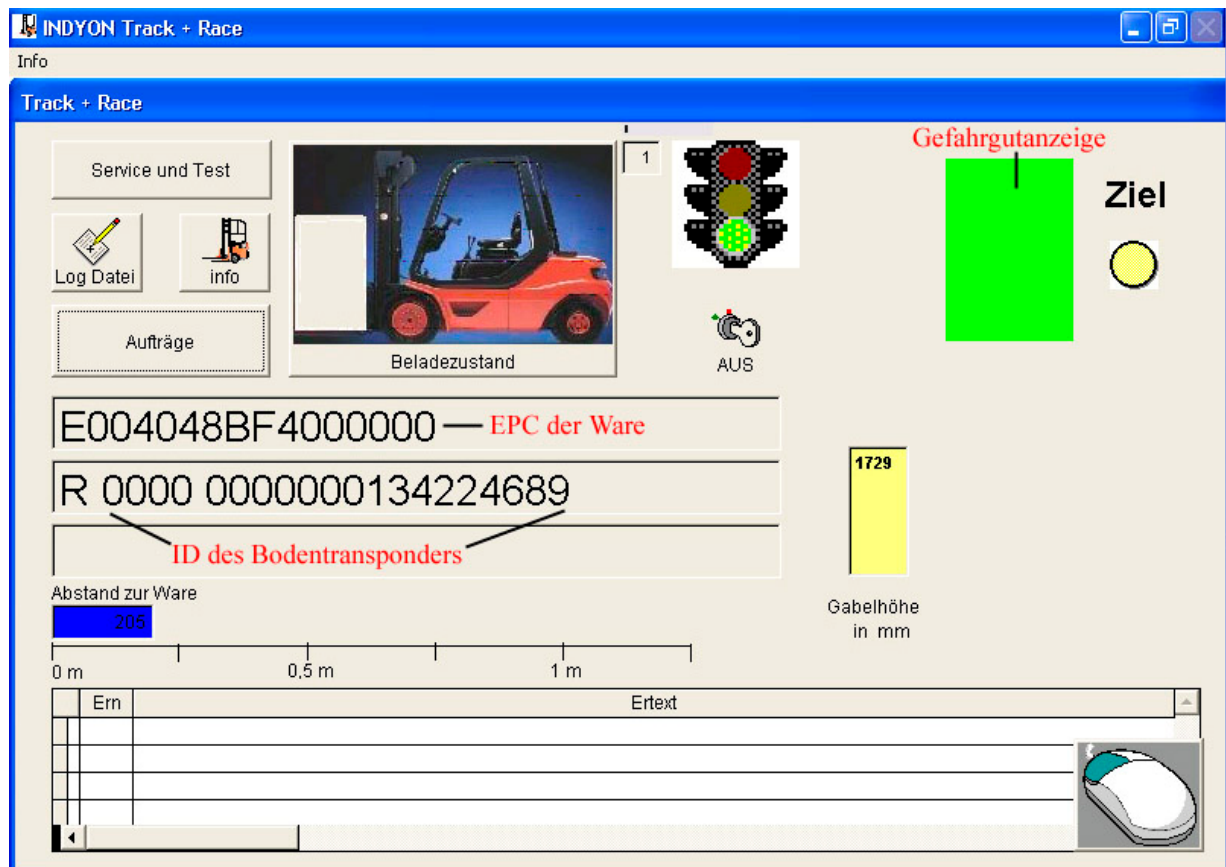 INDYON Track + Race
Info
Track + Race
Service und Test
1
Gefahrgutanzeige
Ziel
Log Datei
info
Aufträge
Beladezustand
AUS
E004048BF4000000
EPC der Ware
R 0000 0000000134224689
ID des Bodentransponders
1729
Gabelhöhe
in mm
Abstand zur Ware
205
0 m
0,5 m
1 m
Ern
Ertext